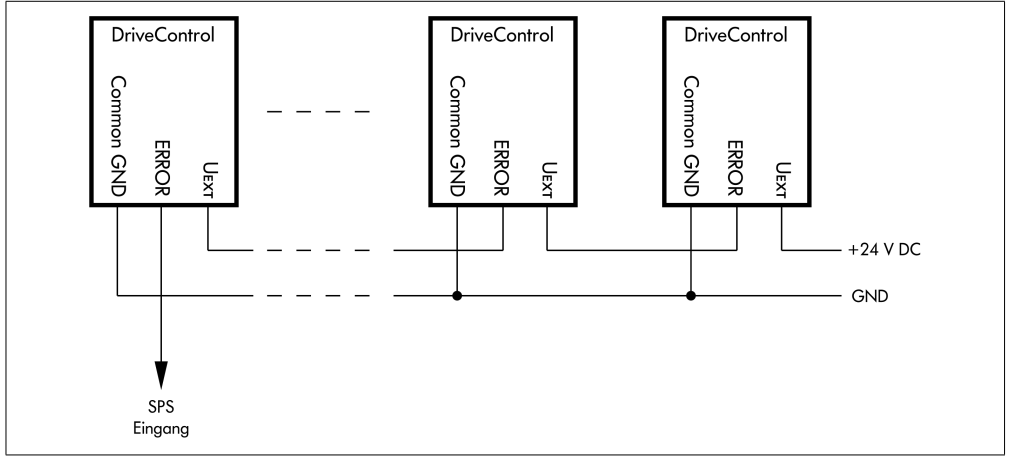 DriveControl
Common GND
ERROR
UEXT
DriveControl
Common GND
ERROR
UEXT
DriveControl
Common GND
ERROR
UEXT
+24 V DC
GND
SPS
Eingang